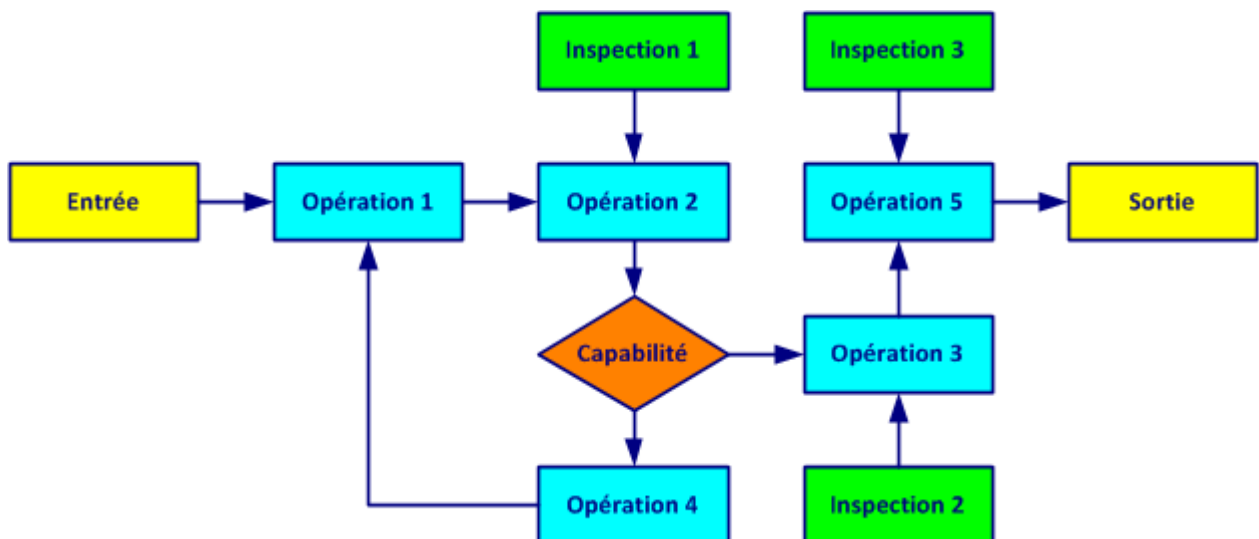 Inspection 1
Inspection 3
Entrée
Opération 1
Opération 2
Opération 5
Sortie
Capabilité
Opération 3
Opération 4
Inspection 2